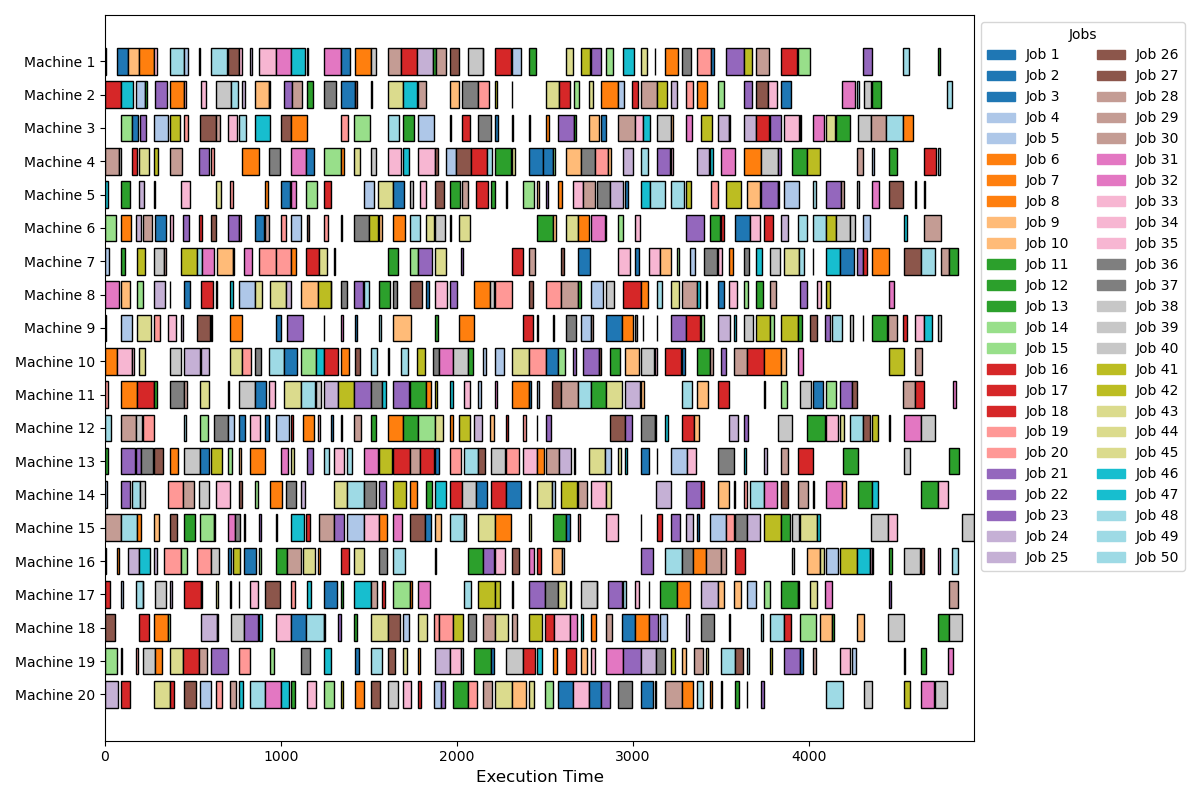 Machine 1
Machine 2
Machine 3
Machine 4
Machine 5
Machine 6
Machine 7
Machine 8
Machine 9
Machine 10
Machine 11
Machine 12
Machine 13
Machine 14
Machine 15
Machine 16
Machine 17
Machine 18
Machine 19
Machine 20
0 1000 2000 3000 4000
Execution Time
Jobs
Job 1
Job 2
Job 3
Job 4
Job 5
Job 6
Job 7
Job 8
Job 9
Job 10
Job 11
Job 12
Job 13
Job 14
Job 15
Job 16
Job 17
Job 18
Job 19
Job 20
Job 21
Job 22
Job 23
Job 24
Job 25
Job 26
Job 27
Job 28
Job 29
Job 30
Job 31
Job 32
Job 33
Job 34
Job 35
Job 36
Job 37
Job 38
Job 39
Job 40
Job 41
Job 42
Job 43
Job 44
Job 45
Job 46
Job 47
Job 48
Job 49
Job 50